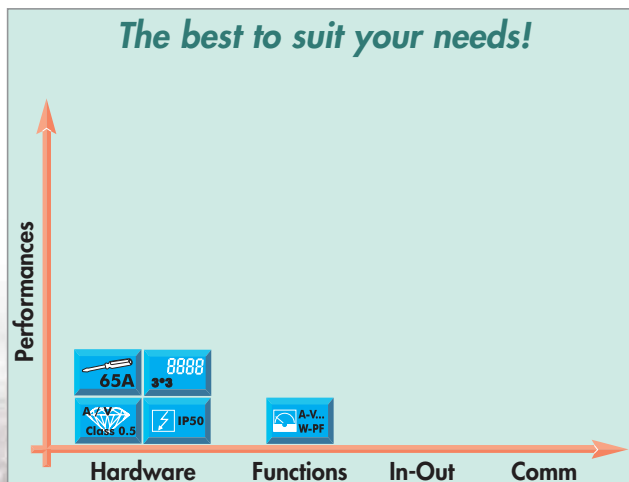 The best to suit your needs!
Performances
65A
8888
3*3
A / V
Class 0.5
IP50
A-V...
W-PF
Hardware Functions In-Out Comm